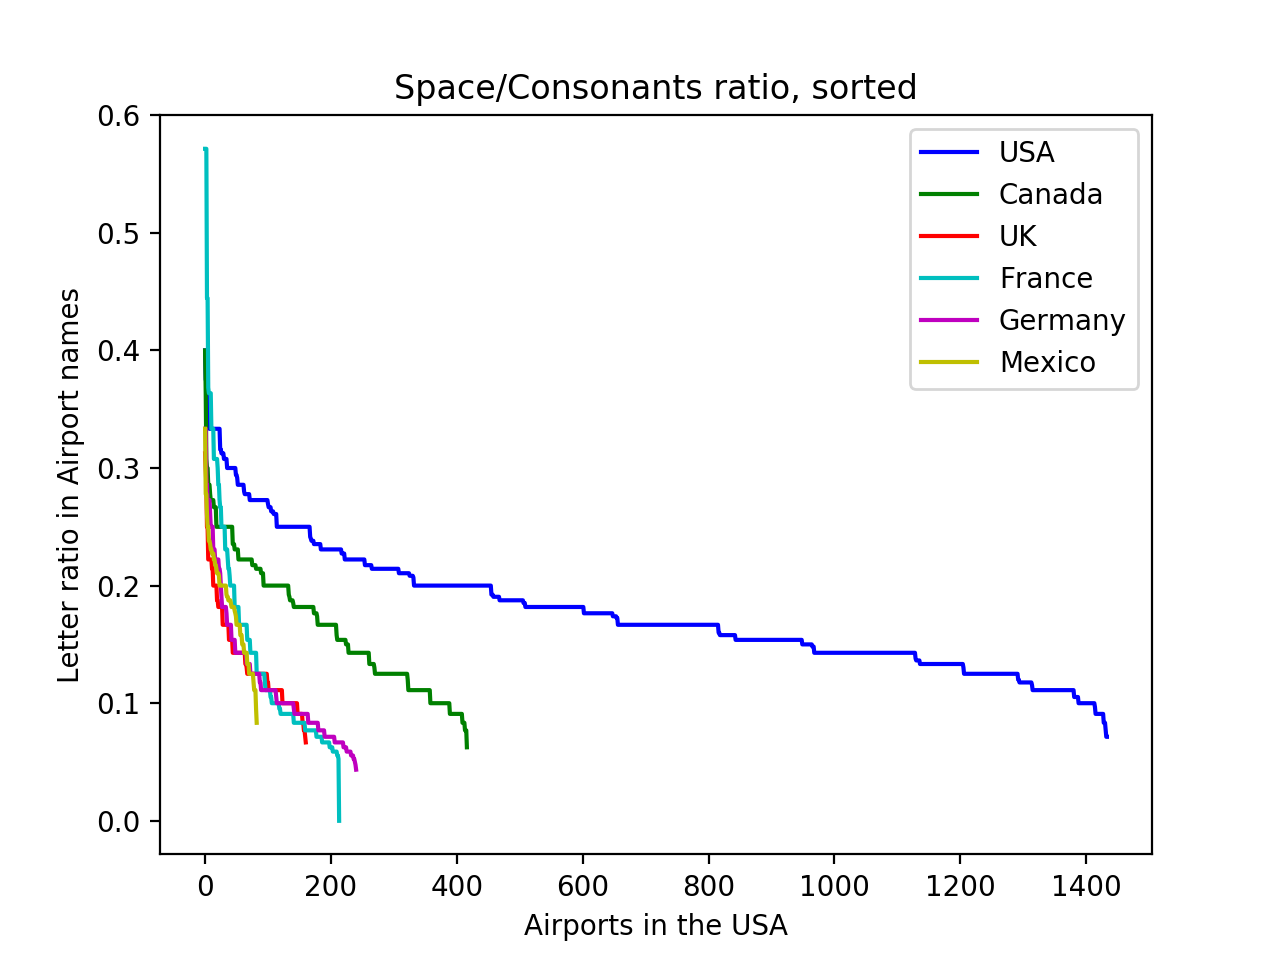 Space/Consonants ratio, sorted
0.6
0.5
0.4
0.3
0.2
0.1
0.0
Letter ratio in Airport names
USA
Canada
UK
France
Germany
Mexico
0 200 400 600 800 1000 1200 1400
Airports in the USA